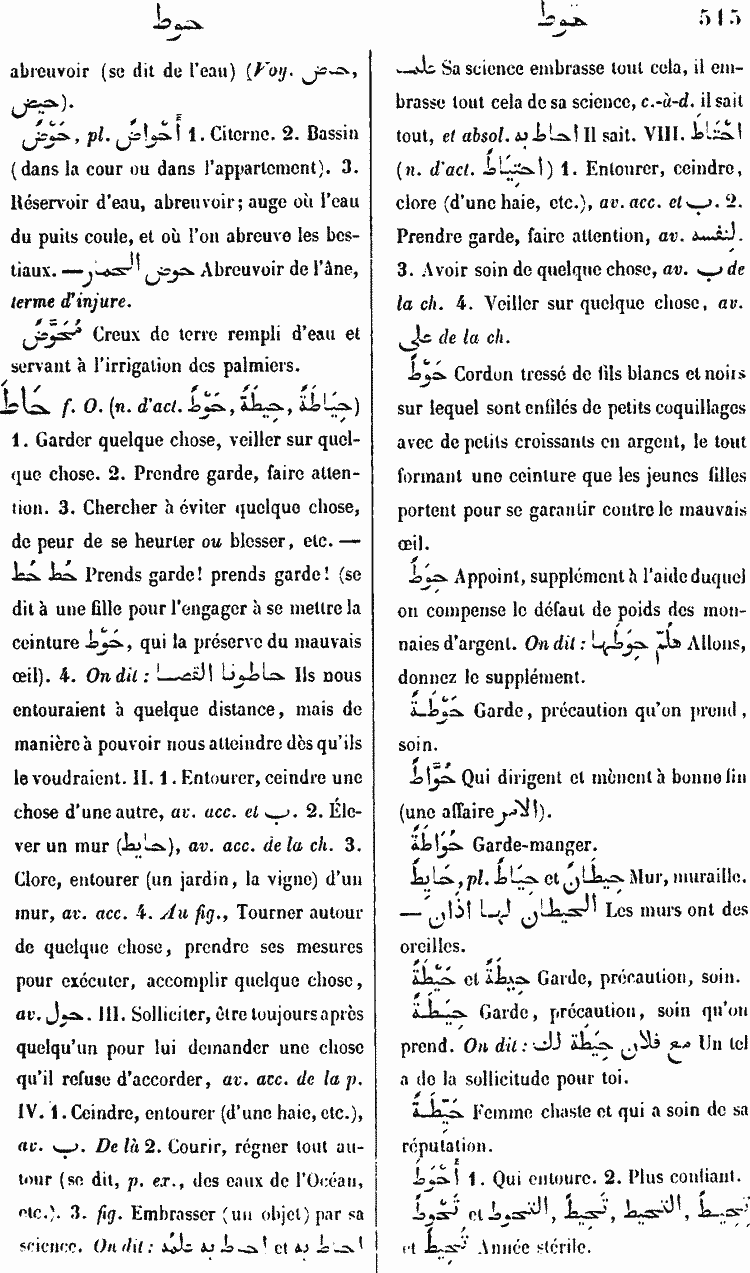 حوط
حوط 515
abreuvoir (se dit de l'eau) (Voy. حيض,
حيض).
حَوْضٌ, pl. أَحْوَاضٌ 1. Citerne. 2. Bassin
(dans la cour ou dans l'appartement). 3.
Réservoir d'eau, abreuvoir; auge où l'eau
du puits coule, et où l'on abreuve les bes-
tiaux. — حوض الحمار Abreuvoir de l'âne,
terme d'injure.
مُحَوَّضٌ Creux de terre rempli d'eau et
servant à l'irrigation des palmiers.
حَاطَ f. O. (n. d'act. حَوْطٌ, حِيطَةٌ, حِيَاطَةٌ)
1. Garder quelque chose, veiller sur quel-
que chose. 2. Prendre garde, faire atten-
tion. 3. Chercher à éviter quelque chose,
de peur de se heurter ou blesser, etc. —
حُط حُط Prends garde! prends garde! (se
dit à une fille pour l'engager à se mettre la
ceinture حَوْط, qui la préserve du mauvais
œil). 4. On dit: حاطونا القصا Ils nous
entouraient à quelque distance, mais de
manière à pouvoir nous atteindre dès qu'ils
le voudraient. II. 1. Entourer, ceindre une
chose d'une autre, av. acc. et ب. 2. Éle-
ver un mur (حايط), av. acc. de la ch. 3.
Clore, entourer (un jardin, la vigne) d'un
mur, av. acc. 4. Au fig., Tourner autour
de quelque chose, prendre ses mesures
pour exécuter, accomplir quelque chose,
av. حول. III. Solliciter, être toujours après
quelqu'un pour lui demander une chose
qu'il refuse d'accorder, av. acc. de la p.
IV. 1. Ceindre, entourer (d'une haie, etc.),
av. ب. De là 2. Courir, régner tout au-
tour (se dit, p. ex., des eaux de l'Océan,
etc.). 3. fig. Embrasser (un objet) par sa
science. On dit: احاط به علمه et احاط به
علما Sa science embrasse tout cela, il em-
brasse tout cela de sa science, c.-à-d. il sait
tout, et absol. احاط به Il sait. VIII. احْتَاطَ
(n. d'act. احتِيَاطٌ) 1. Entourer, ceindre,
clore (d'une haie, etc.), av. acc. et ب. 2.
Prendre garde, faire attention, av. لنفسه.
3. Avoir soin de quelque chose, av. ب de
la ch. 4. Veiller sur quelque chose, av.
على de la ch.
حَوْطٌ Cordon tressé de fils blancs et noirs
sur lequel sont enfilés de petits coquillages
avec de petits croissants en argent, le tout
formant une ceinture que les jeunes filles
portent pour se garantir contre le mauvais
œil.
حِوَطٌ Appoint, supplément à l'aide duquel
on compense le défaut de poids des mon-
naies d'argent. On dit: هلمّ حِوَطَها Allons,
donnez le supplément.
حَوْطَةٌ Garde, précaution qu'on prend,
soin.
حُوَّاطٌ Qui dirigent et mènent à bonne fin
(une affaire الامر).
حُوَاطَةٌ Garde-manger.
حَايِطٌ, pl. حِيَاطٌ et حِيطَانٌ Mur, muraille.
— الحيطان لها اذان Les murs ont des
oreilles.
حَيْطَةٌ et حِيطَةٌ Garde, précaution, soin.
حِيَطَةٌ Garde, précaution, soin qu'on
prend. On dit: مع فلان حِيَطَة لك Un tel
a de la sollicitude pour toi.
حَيِّطَةٌ Femme chaste et qui a soin de sa
réputation.
أَحْوَطُ 1. Qui entoure. 2. Plus confiant.
تَحُوطُ et التحوط, تَحِيطُ, التحيط,
et تُحِيطُ Année stérile.